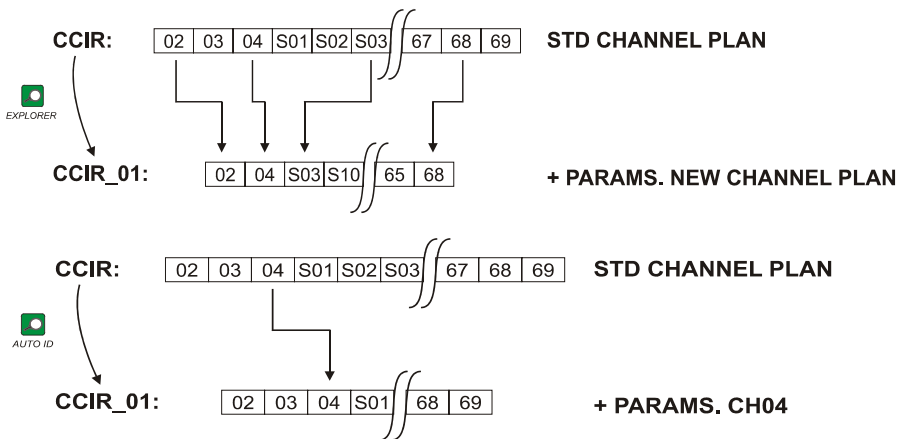 CCIR: 02 03 04 S01 S02 S03 67 68 69 STD CHANNEL PLAN
EXPLORER
CCIR_01: 02 04 S03 S10 65 68 + PARAMS. NEW CHANNEL PLAN
CCIR: 02 03 04 S01 S02 S03 67 68 69 STD CHANNEL PLAN
AUTO ID
CCIR_01: 02 03 04 S01 68 69 + PARAMS. CH04